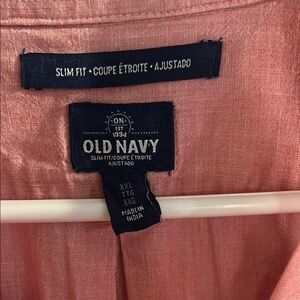 SLIM FIT • COUPE ÉTROITE • AJUSTADO
•ON•
EST
1994
OLD NAVY
SLIM FIT/COUPE ÉTROITE
AJUSTADO
XXL
TTG
XXG
MADE IN
INDIA